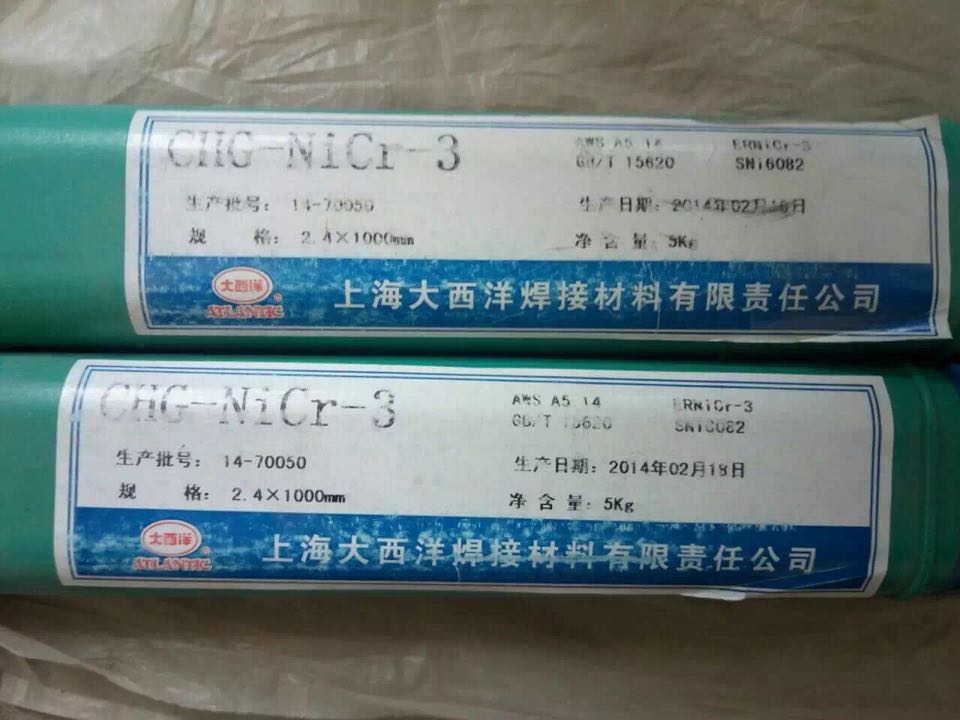 CHG-NiCr-3
AWS A5 14 ERNiCr-3
GB/T 15620 SNi6082
生产批号: 14-70050 生产日期: 2014年02月18日
规 格: 2.4×1000mm 净 含 量: 5Kg
大西洋®
ATLANTIC
上海大西洋焊接材料有限责任公司
CHG-NiCr-3
AWS A5 14 ERNiCr-3
GB/T 15620 SNi6082
生产批号: 14-70050 生产日期: 2014年02月18日
规 格: 2.4×1000mm 净 含 量: 5Kg
大西洋®
ATLANTIC
上海大西洋焊接材料有限责任公司